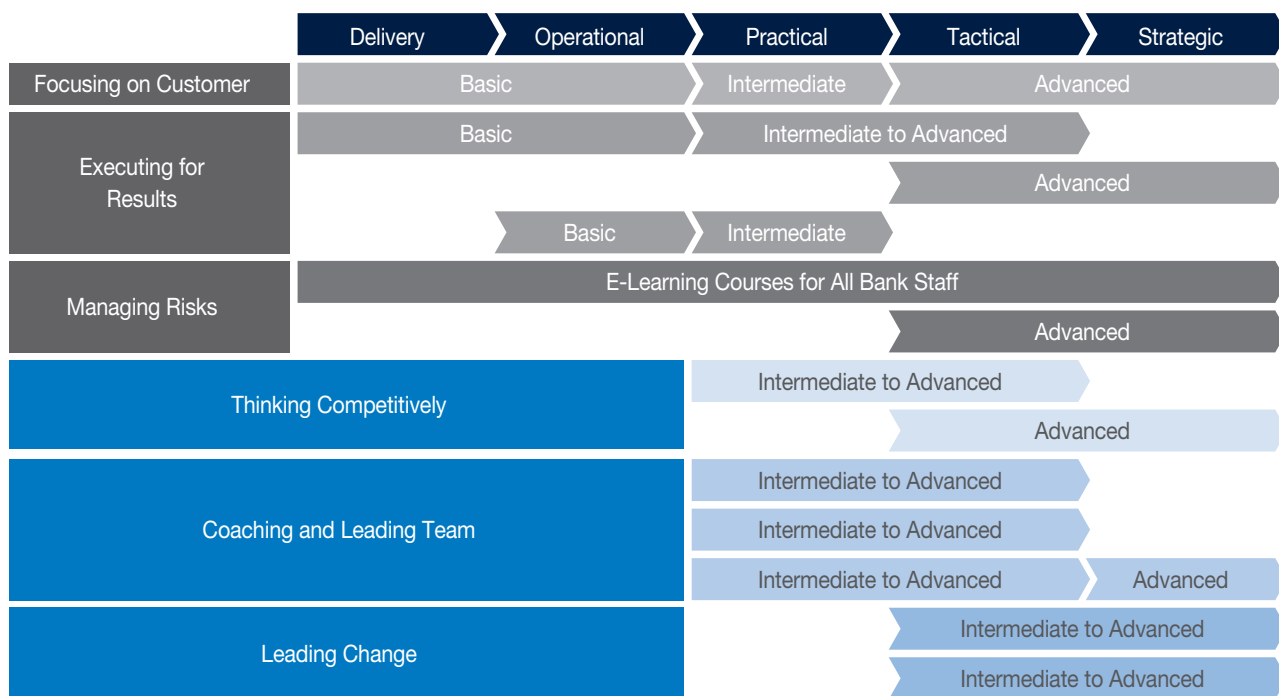 Delivery Operational Practical Tactical Strategic
Focusing on Customer Basic Intermediate Advanced
Executing for
Results
Basic Intermediate to Advanced
Advanced
Basic Intermediate
Managing Risks
E-Learning Courses for All Bank Staff
Advanced
Thinking Competitively
Intermediate to Advanced
Advanced
Coaching and Leading Team
Intermediate to Advanced
Intermediate to Advanced
Intermediate to Advanced Advanced
Leading Change
Intermediate to Advanced
Intermediate to Advanced